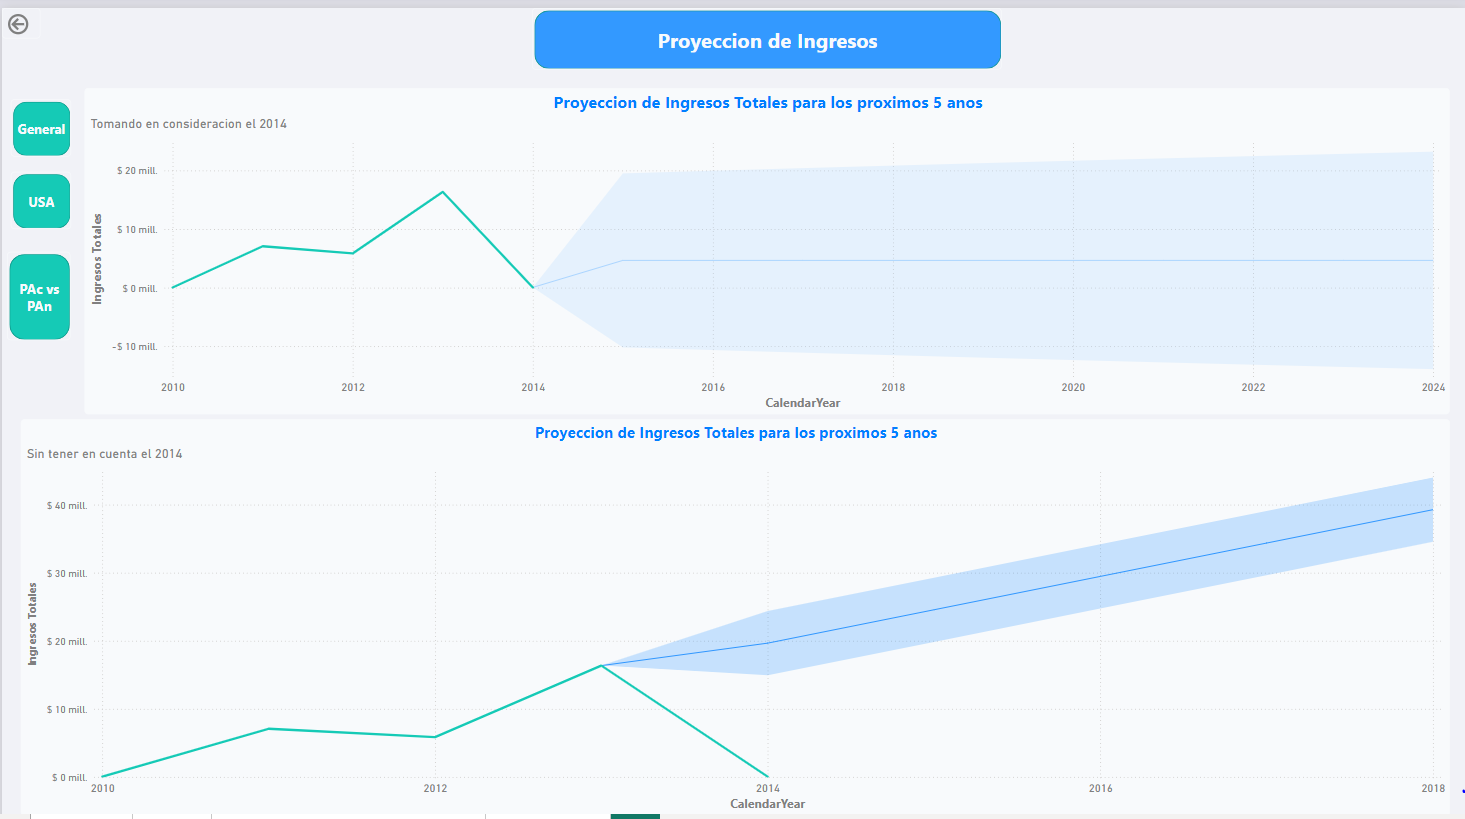 Proyeccion de Ingresos
General
USA
PAc vs
PAn
Proyeccion de Ingresos Totales para los proximos 5 anos
Tomando en consideracion el 2014
Ingresos Totales
$ 20 mill.
$ 10 mill.
$ 0 mill.
-$ 10 mill.
2010 2012 2014 2016 2018 2020 2022 2024
CalendarYear
Proyeccion de Ingresos Totales para los proximos 5 anos
Sin tener en cuenta el 2014
Ingresos Totales
$ 40 mill.
$ 30 mill.
$ 20 mill.
$ 10 mill.
$ 0 mill.
2010 2012 2014 2016 2018
CalendarYear